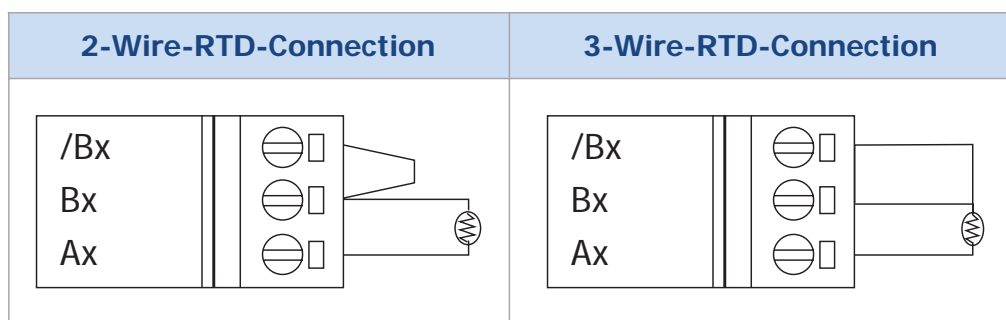 2-Wire-RTD-Connection
3-Wire-RTD-Connection
/Bx
Bx
Ax
/Bx
Bx
Ax